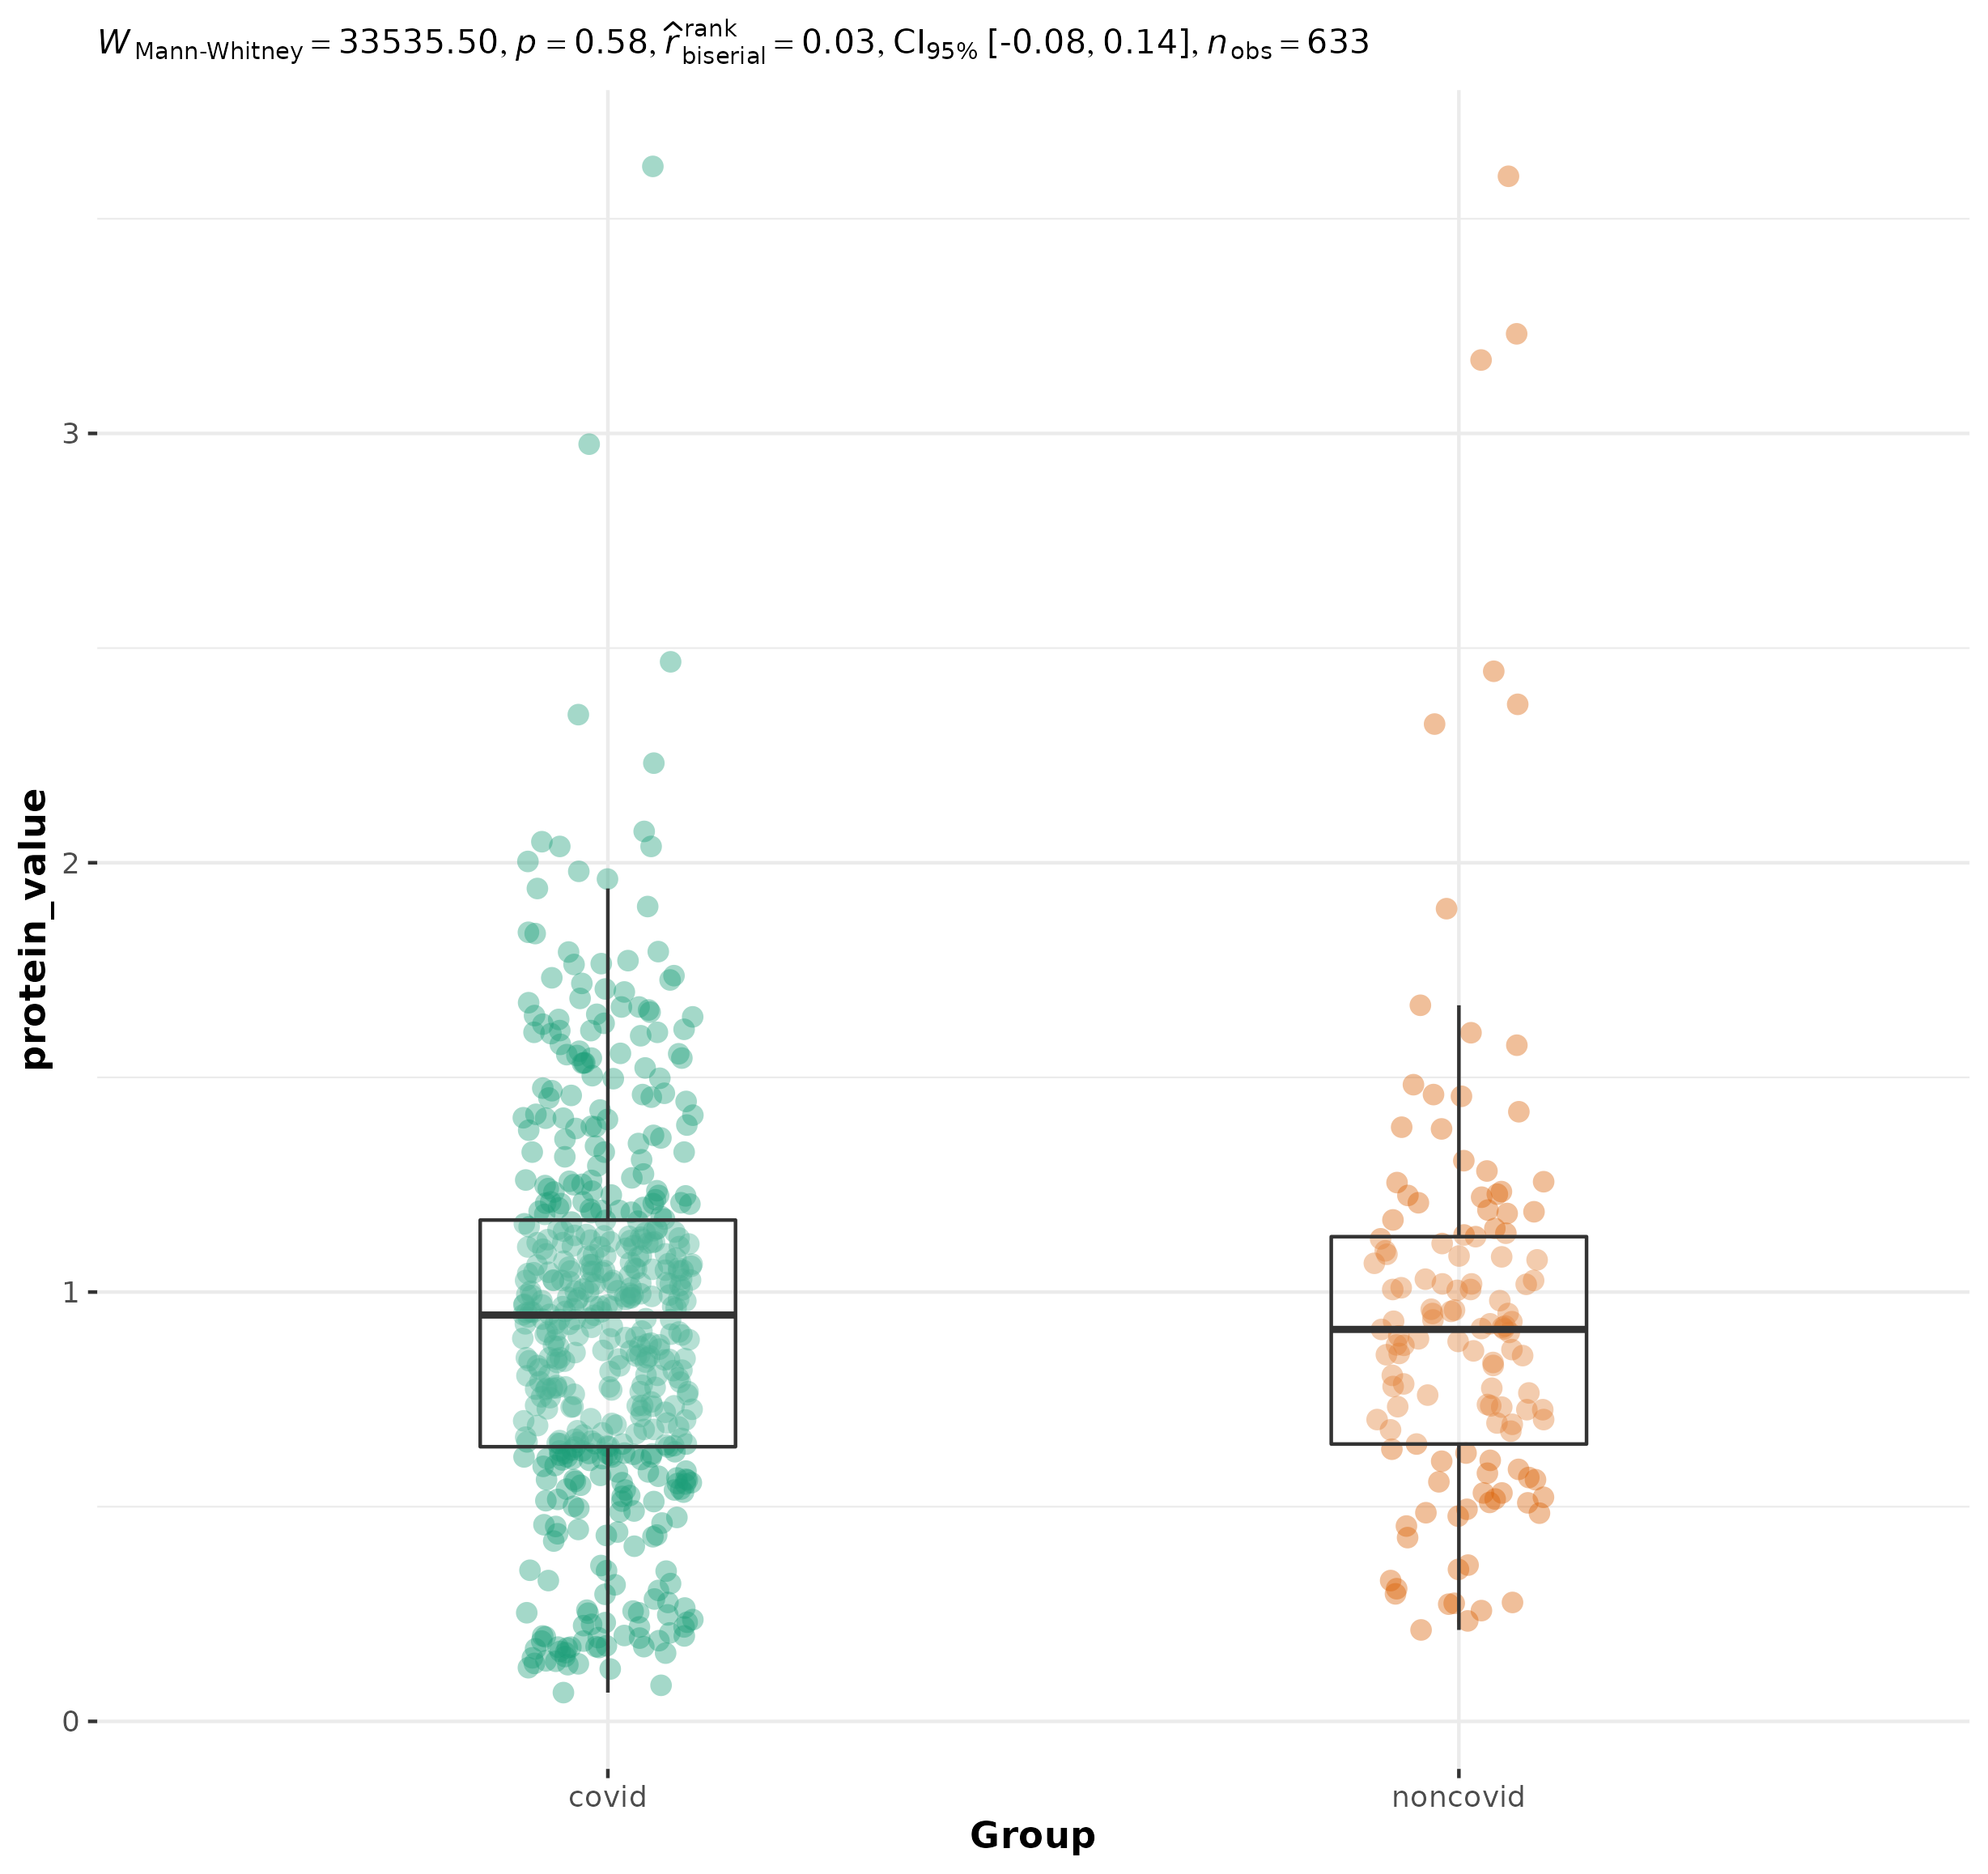 W Mann-Whitney = 33535.50, p = 0.58, r̂ rank biserial = 0.03, CI95% [-0.08, 0.14], n obs = 633
protein_value
3
2
1
0
covid noncovid
Group